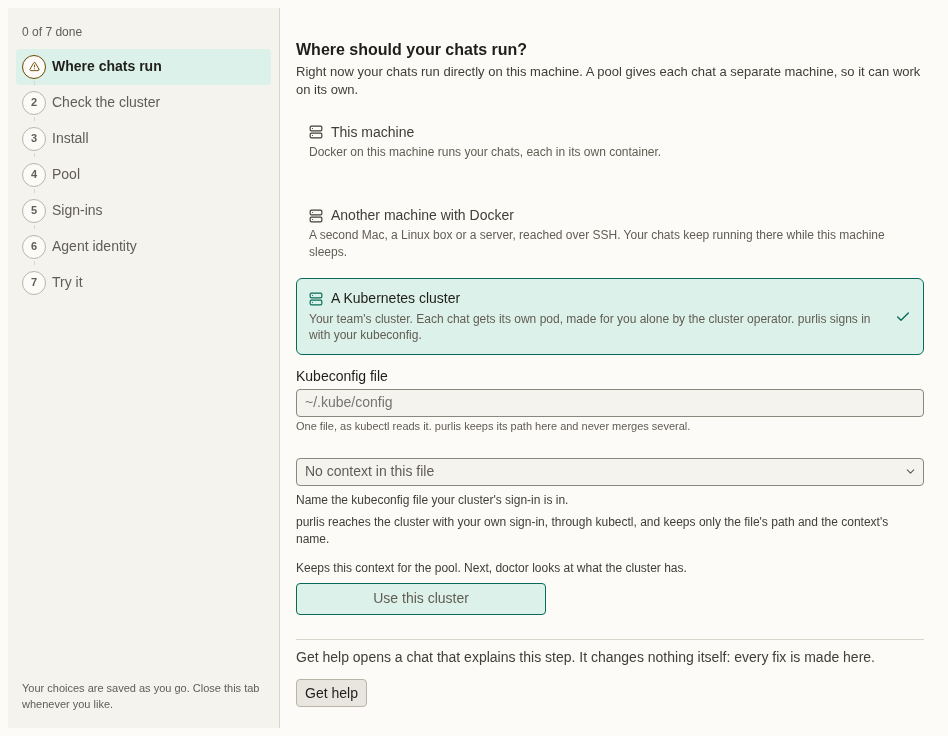 0 of 7 done
Where chats run
2 Check the cluster
3 Install
4 Pool
5 Sign-ins
6 Agent identity
7 Try it
Your choices are saved as you go. Close this tab
whenever you like.
Where should your chats run?
Right now your chats run directly on this machine. A pool gives each chat a separate machine, so it can work
on its own.
This machine
Docker on this machine runs your chats, each in its own container.
Another machine with Docker
A second Mac, a Linux box or a server, reached over SSH. Your chats keep running there while this machine
sleeps.
A Kubernetes cluster
Your team's cluster. Each chat gets its own pod, made for you alone by the cluster operator. purlis signs in
with your kubeconfig.
Kubeconfig file
~/.kube/config
One file, as kubectl reads it. purlis keeps its path here and never merges several.
No context in this file
Name the kubeconfig file your cluster's sign-in is in.
purlis reaches the cluster with your own sign-in, through kubectl, and keeps only the file's path and the context's
name.
Keeps this context for the pool. Next, doctor looks at what the cluster has.
Use this cluster
Get help opens a chat that explains this step. It changes nothing itself: every fix is made here.
Get help